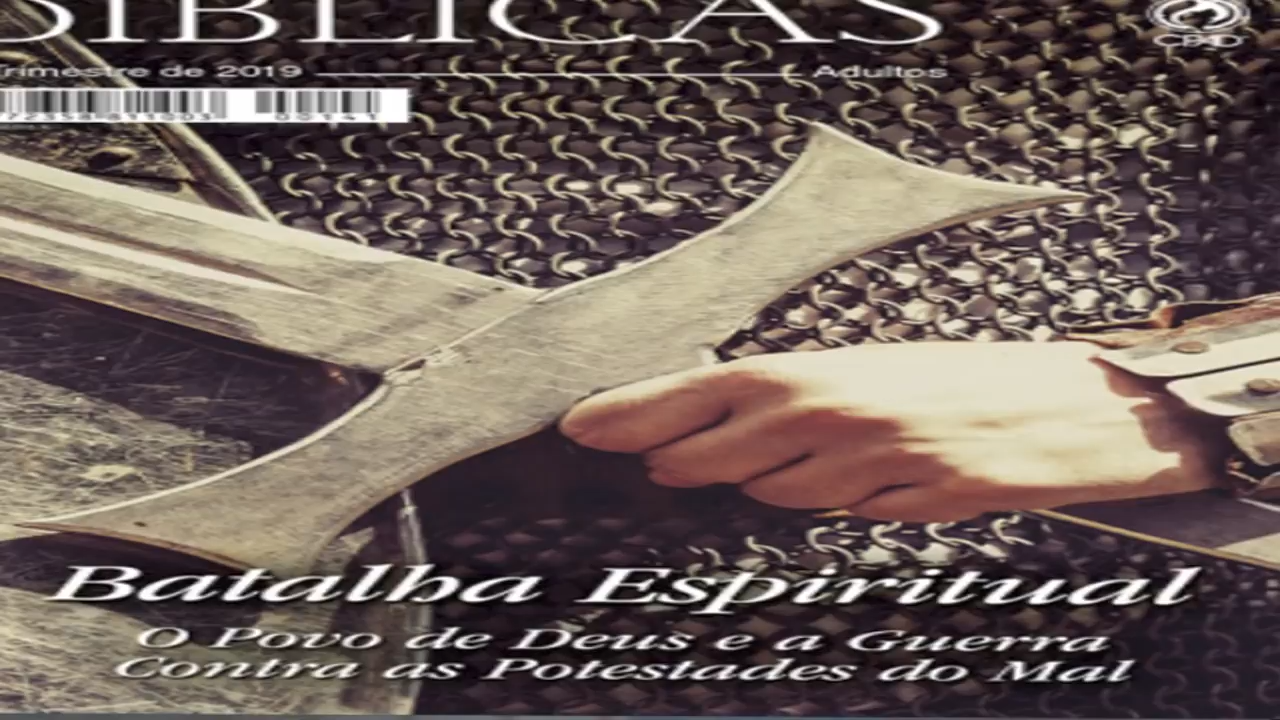 BÍBLICAS
CPAD
Trimestre de 2019 Adultos
Batalha Espiritual
O Povo de Deus e a Guerra
Contra as Potestades do Mal